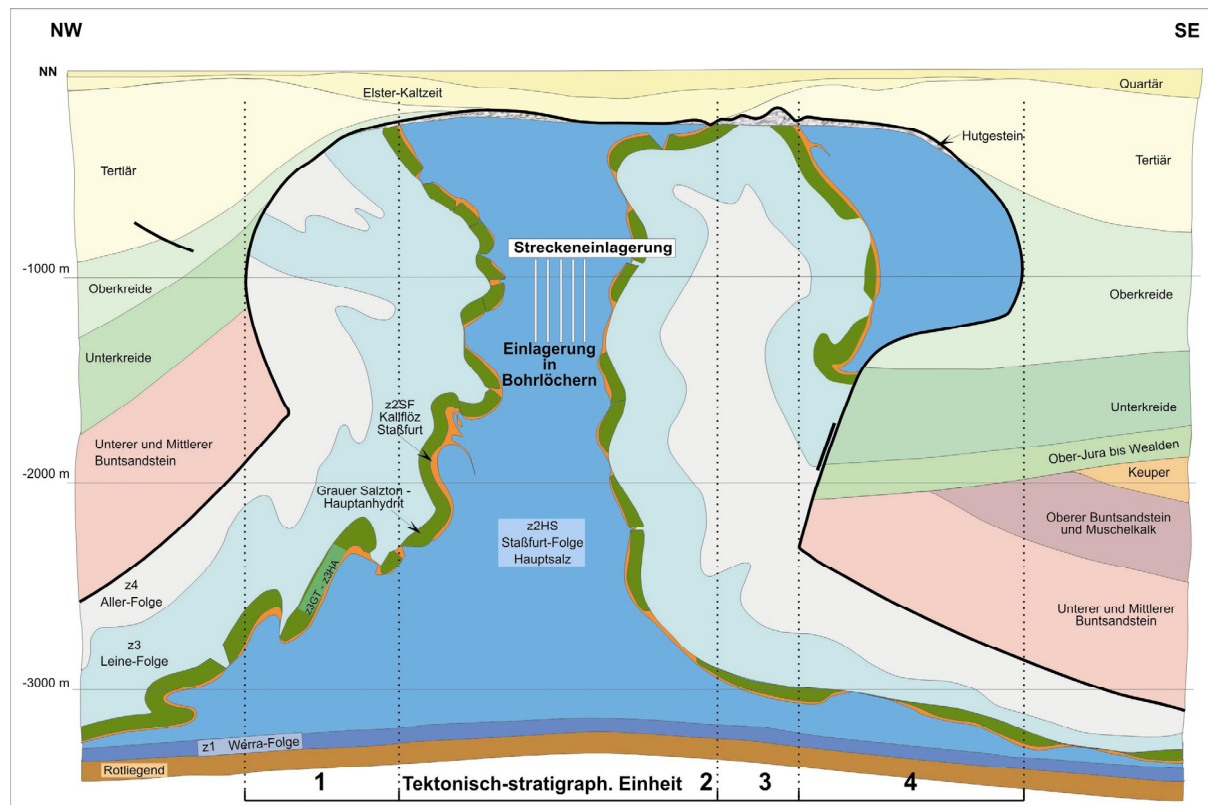 NW
SE
NN
Elster-Kaltzeit
Quartär
Hutgestein
Tertiär
Tertiär
Streckeneinlagerung
-1000 m
Oberkreide
Oberkreide
Einlagerung
in
Bohrlöchern
Unterkreide
z2SF
Kaliflöz
Staßfurt
Unterkreide
Unterer und Mittlerer
Buntsandstein
Ober-Jura bis Wealden
Keuper
-2000 m
Grauer Salzton -
Hauptanhydrit
Oberer Buntsandstein
und Muschelkalk
z2HS
Staßfurt-Folge
Hauptsalz
z3GT - z3HA
z4
Aller-Folge
Unterer und Mittlerer
Buntsandstein
z3
Leine-Folge
-3000 m
z1 Werra-Folge
Rotliegend
1 Tektonisch-stratigraph. Einheit 2 3 4